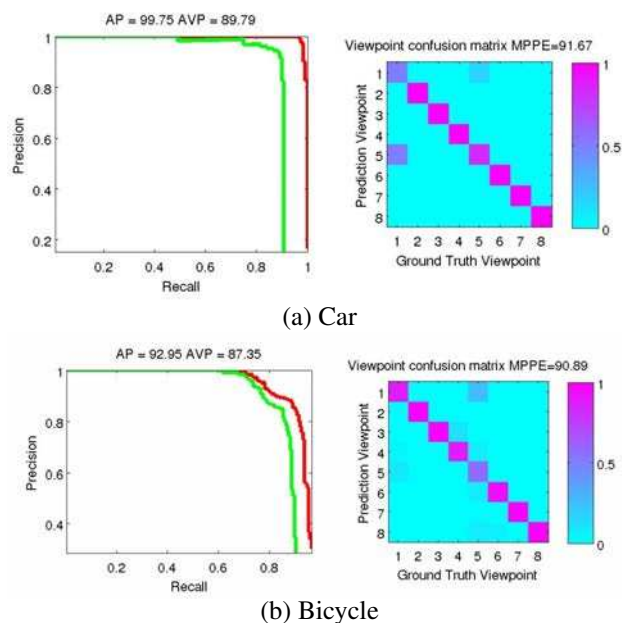 AP = 99.75 AVP = 89.79
1
0.8
0.6
0.4
0.2
Precision
0.2 0.4 0.6 0.8 1
Recall
Viewpoint confusion matrix MPPE=91.67
Prediction Viewpoint
1
2
3
4
5
6
7
8
1 2 3 4 5 6 7 8
Ground Truth Viewpoint
1
0.5
0
(a) Car
AP = 92.95 AVP = 87.35
1
0.8
0.6
0.4
Precision
0.2 0.4 0.6 0.8
Recall
Viewpoint confusion matrix MPPE=90.89
Prediction Viewpoint
1
2
3
4
5
6
7
8
1 2 3 4 5 6 7 8
Ground Truth Viewpoint
1
0.5
0
(b) Bicycle